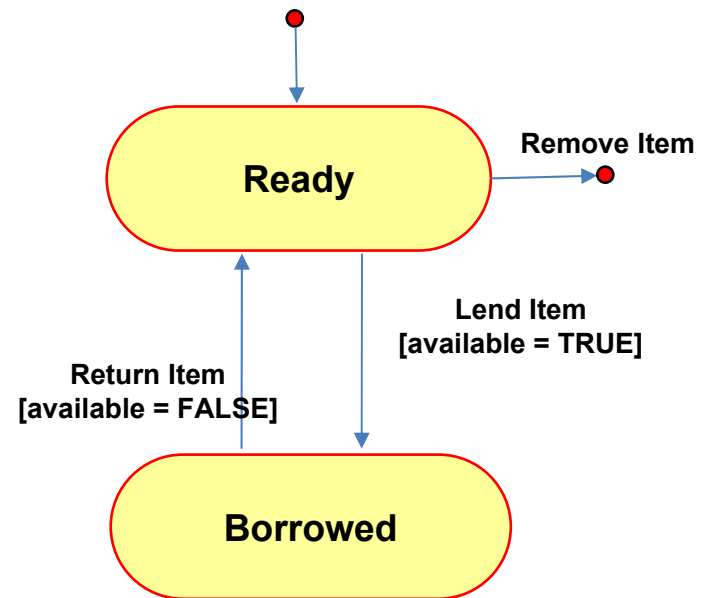 Remove Item
Ready
Lend Item
[available = TRUE]
Return Item
[available = FALSE]
Borrowed